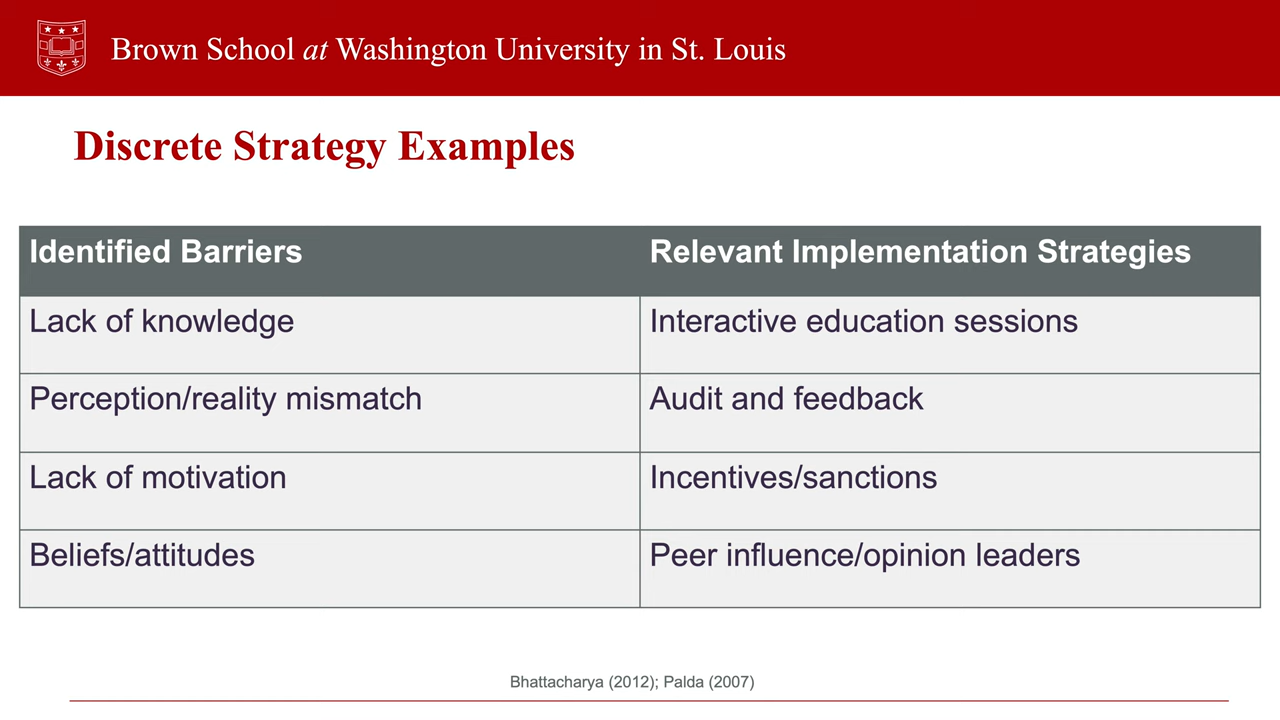 Brown School at Washington University in St. Louis
Discrete Strategy Examples
Identified Barriers
Relevant Implementation Strategies
Lack of knowledge
Interactive education sessions
Perception/reality mismatch
Audit and feedback
Lack of motivation
Incentives/sanctions
Beliefs/attitudes
Peer influence/opinion leaders
Bhattacharya (2012); Palda (2007)